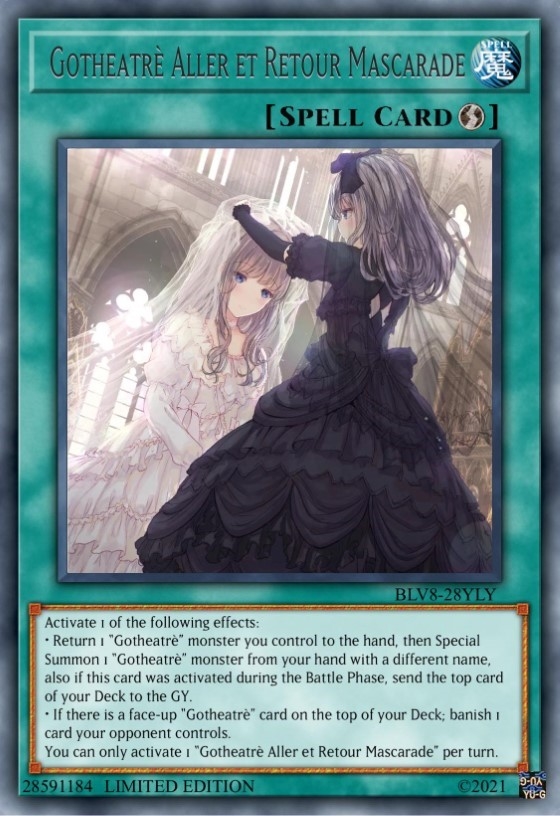 Gotheatrè Aller et Retour Mascarade
SPELL
魔
[Spell Card]
BLV8-28YLY
Activate 1 of the following effects:
• Return 1 "Gotheatrè" monster you control to the hand, then Special
Summon 1 "Gotheatrè" monster from your hand with a different name,
also if this card was activated during the Battle Phase, send the top card
of your Deck to the GY.
• If there is a face-up "Gotheatrè" card on the top of your Deck; banish 1
card your opponent controls.
You can only activate 1 "Gotheatrè Aller et Retour Mascarade" per turn.
28591184 LIMITED EDITION
©2021